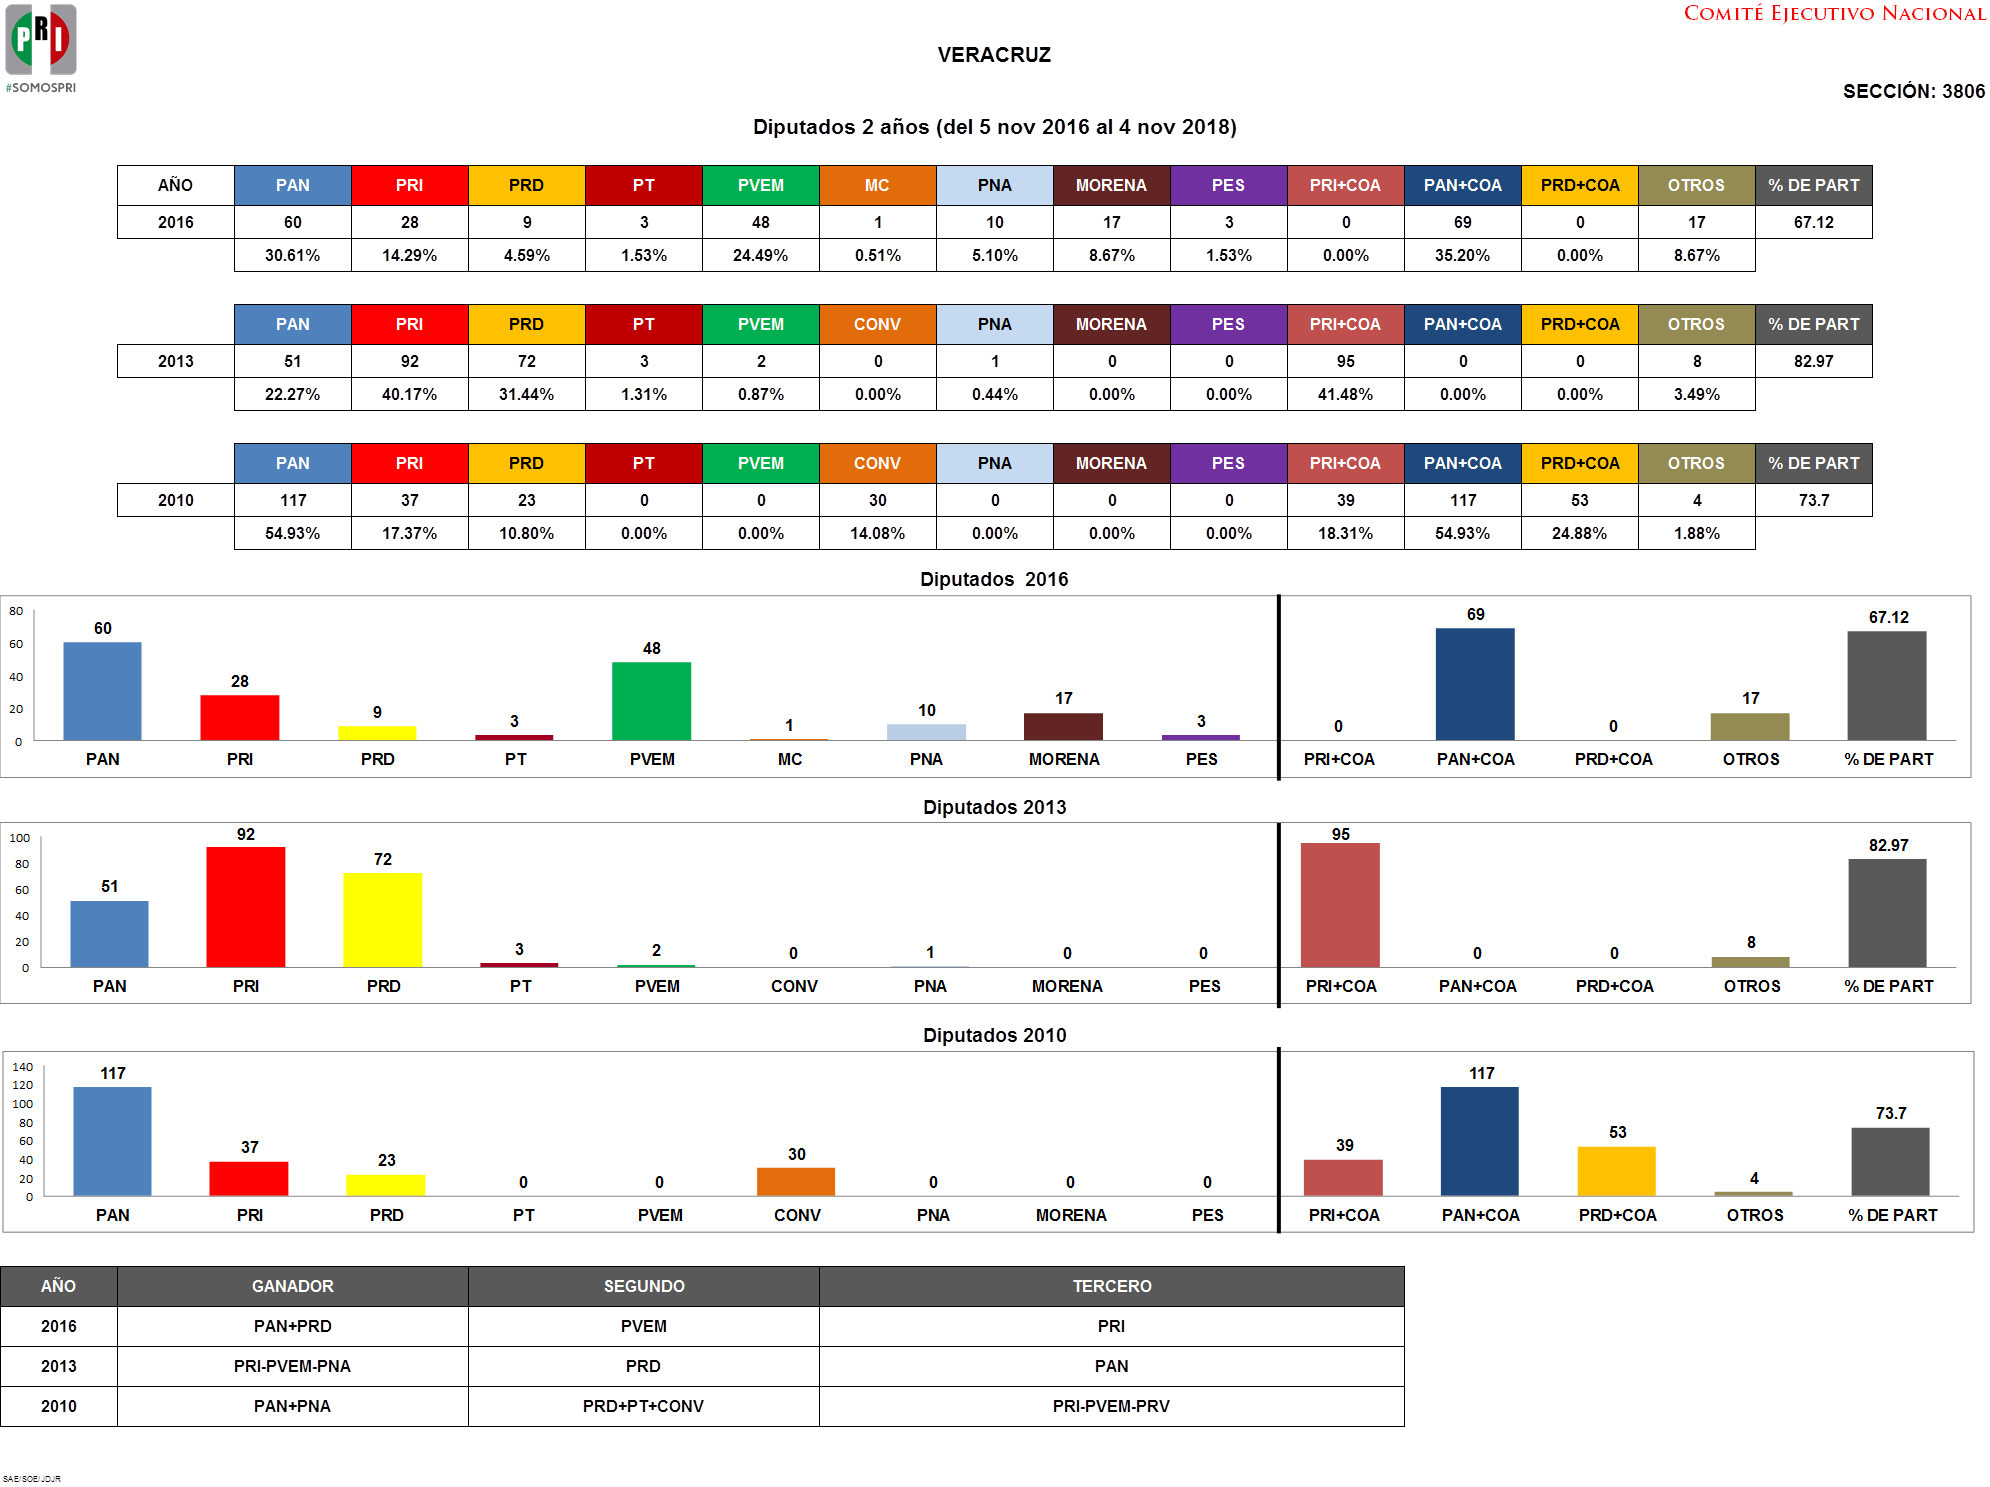 PRI
#SOMOSPRI
COMITÉ EJECUTIVO NACIONAL
VERACRUZ
SECCIÓN: 3806
Diputados 2 años (del 5 nov 2016 al 4 nov 2018)
AÑO PAN PRI PRD PT PVEM MC PNA MORENA PES PRI+COA PAN+COA PRD+COA OTROS % DE PART
2016 60 28 9 3 48 1 10 17 3 0 69 0 17 67.12
30.61% 14.29% 4.59% 1.53% 24.49% 0.51% 5.10% 8.67% 1.53% 0.00% 35.20% 0.00% 8.67%
PAN PRI PRD PT PVEM CONV PNA MORENA PES PRI+COA PAN+COA PRD+COA OTROS % DE PART
2013 51 92 72 3 2 0 1 0 0 95 0 0 8 82.97
22.27% 40.17% 31.44% 1.31% 0.87% 0.00% 0.44% 0.00% 0.00% 41.48% 0.00% 0.00% 3.49%
PAN PRI PRD PT PVEM CONV PNA MORENA PES PRI+COA PAN+COA PRD+COA OTROS % DE PART
2010 117 37 23 0 0 30 0 0 0 39 117 53 4 73.7
54.93% 17.37% 10.80% 0.00% 0.00% 14.08% 0.00% 0.00% 0.00% 18.31% 54.93% 24.88% 1.88%
Diputados 2016
80
60
40
20
0
60 28 9 3 48 1 10 17 3 0 69 0 17 67.12
PAN PRI PRD PT PVEM MC PNA MORENA PES PRI+COA PAN+COA PRD+COA OTROS % DE PART
Diputados 2013
100
80
60
40
20
0
51 92 72 3 2 0 1 0 0 95 0 0 8 82.97
PAN PRI PRD PT PVEM CONV PNA MORENA PES PRI+COA PAN+COA PRD+COA OTROS % DE PART
Diputados 2010
140
120
100
80
60
40
20
0
117 37 23 0 0 30 0 0 0 39 117 53 4 73.7
PAN PRI PRD PT PVEM CONV PNA MORENA PES PRI+COA PAN+COA PRD+COA OTROS % DE PART
AÑO GANADOR SEGUNDO TERCERO
2016 PAN+PRD PVEM PRI
2013 PRI-PVEM-PNA PRD PAN
2010 PAN+PNA PRD+PT+CONV PRI-PVEM-PRV
SAE/SOE/JDJR